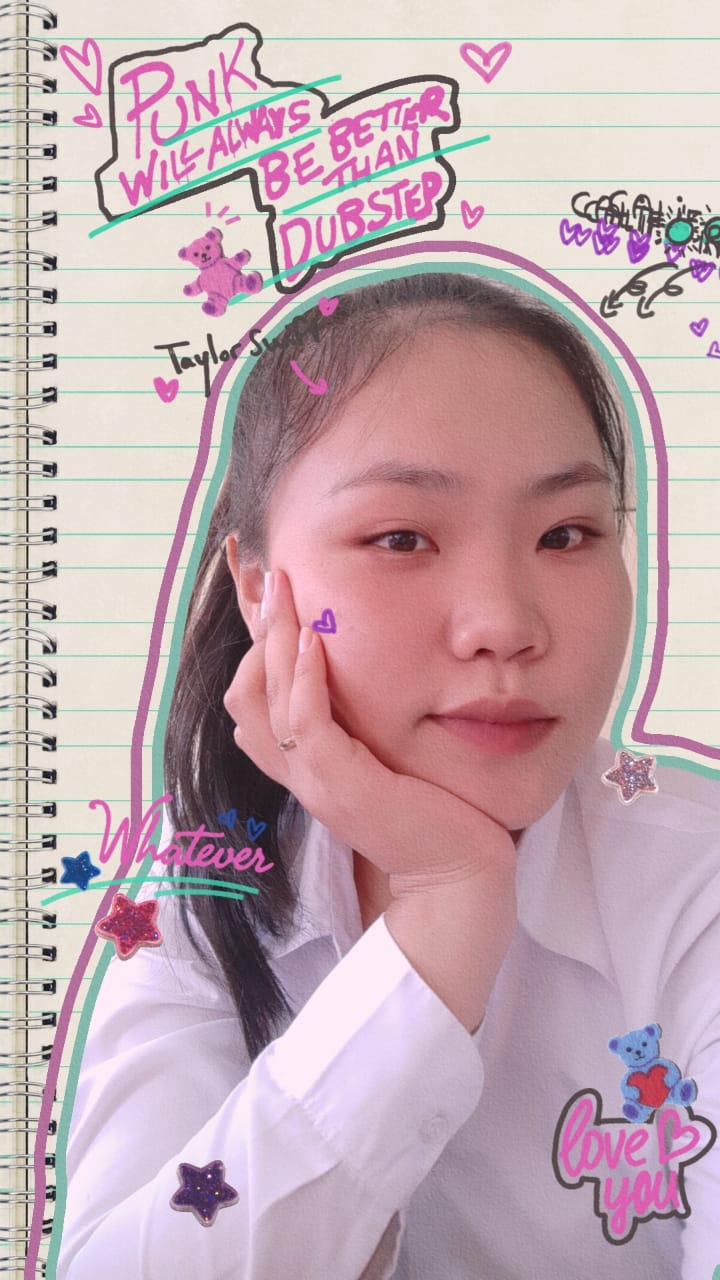 PUNK
WILL ALWAYS
BE BETTER
THAN
DUBSTEP
Taylor Swift
Whatever
love
you